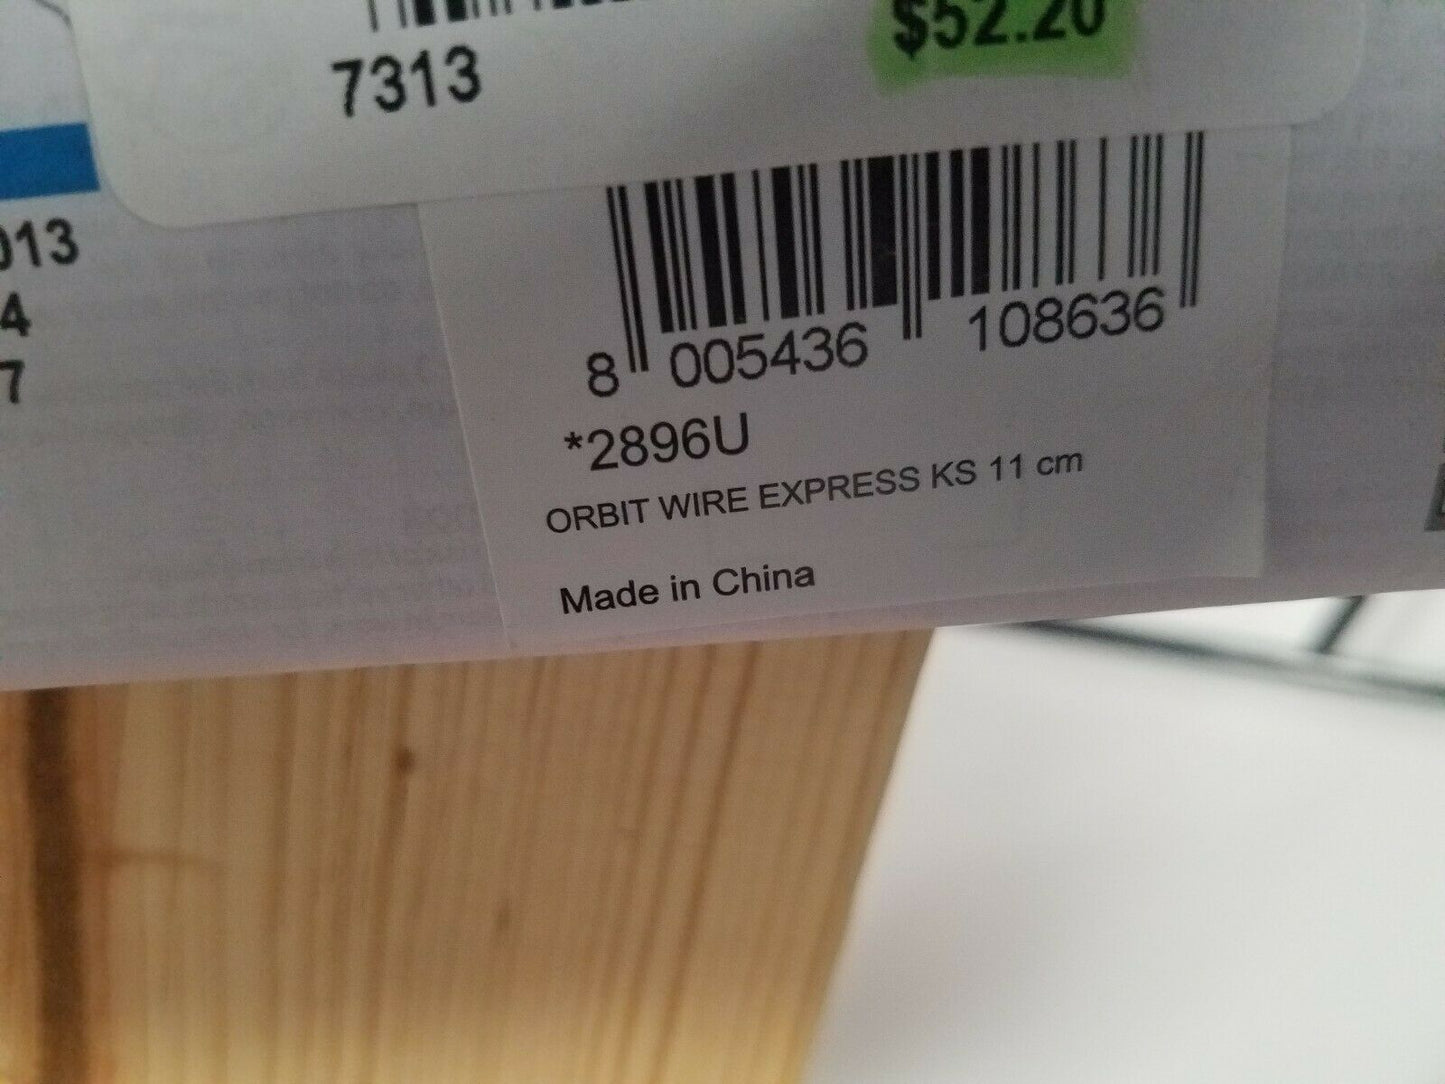 $52.20
7313
013
4
7
8 005436 108636
*2896U
ORBIT WIRE EXPRESS KS 11 cm
Made in China